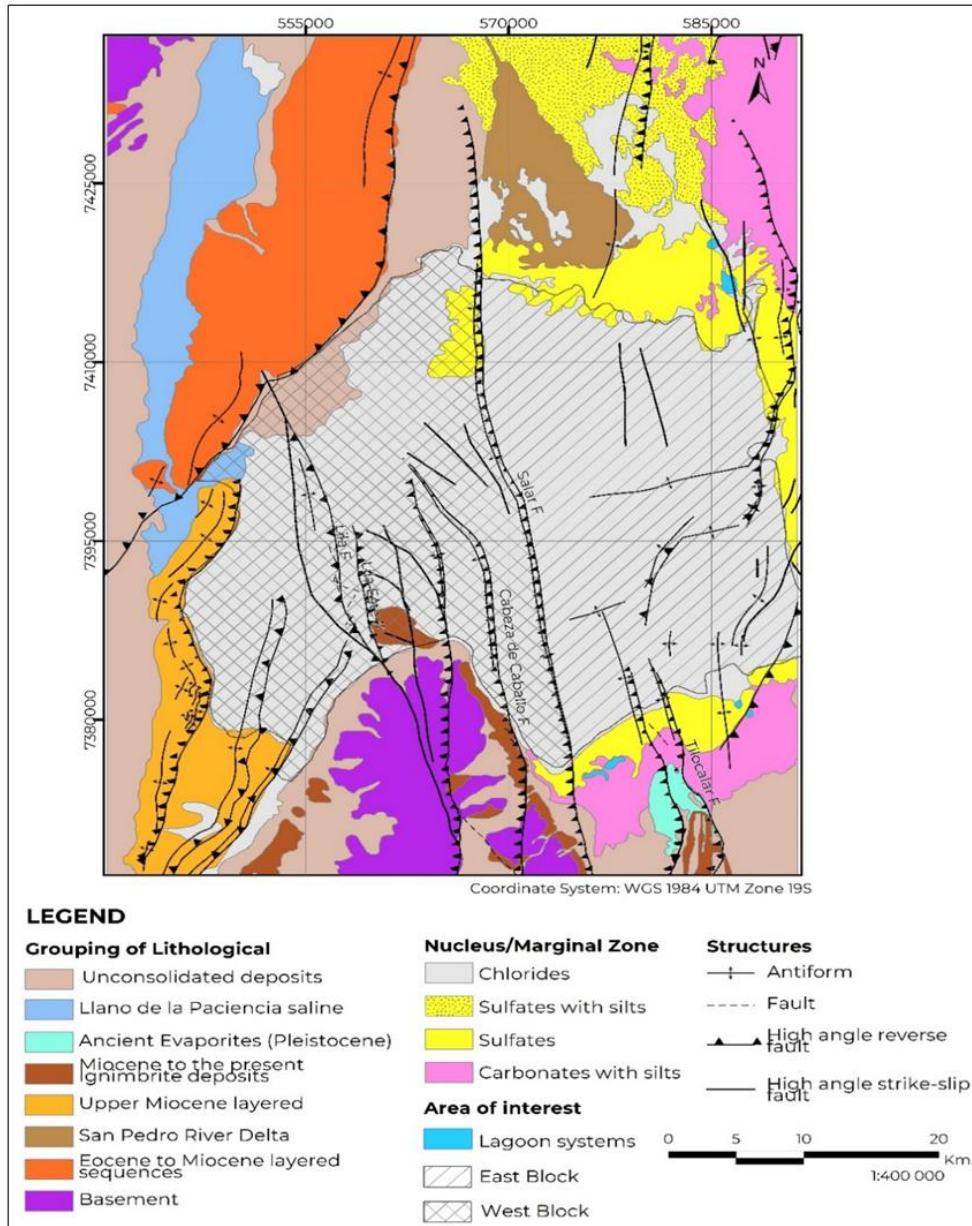 555000 570000 585000
N
7425000
7410000
7395000
7380000
Salar F
Lila F
Cabeza de Caballo F
Tilocalar F
Coordinate System: WGS 1984 UTM Zone 19S
LEGEND
Grouping of Lithological
Unconsolidated deposits
Llano de la Paciencia saline
Ancient Evaporites (Pleistocene)
Miocene to the present
Ignimbrite deposits
Upper Miocene layered
San Pedro River Delta
Eocene to Miocene layered
sequences
Basement
Nucleus/Marginal Zone
Chlorides
Sulfates with silts
Sulfates
Carbonates with silts
Area of interest
Lagoon systems
East Block
West Block
Structures
Antiform
Fault
High angle reverse
fault
High angle strike-slip
fault
0 5 10 20
Km.
1:400 000